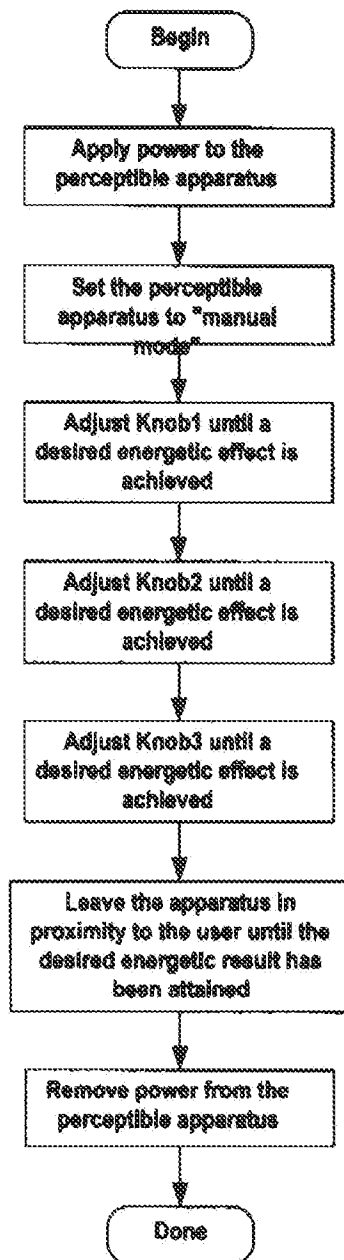 Begin
Apply power to the
perceptible apparatus
Set the perceptible
apparatus to "manual
mode"
Adjust Knob1 until a
desired energetic effect is
achieved
Adjust Knob2 until a
desired energetic effect is
achieved
Adjust Knob3 until a
desired energetic effect is
achieved
Leave the apparatus in
proximity to the user until the
desired energetic result has
been attained
Remove power from the
perceptible apparatus
Done